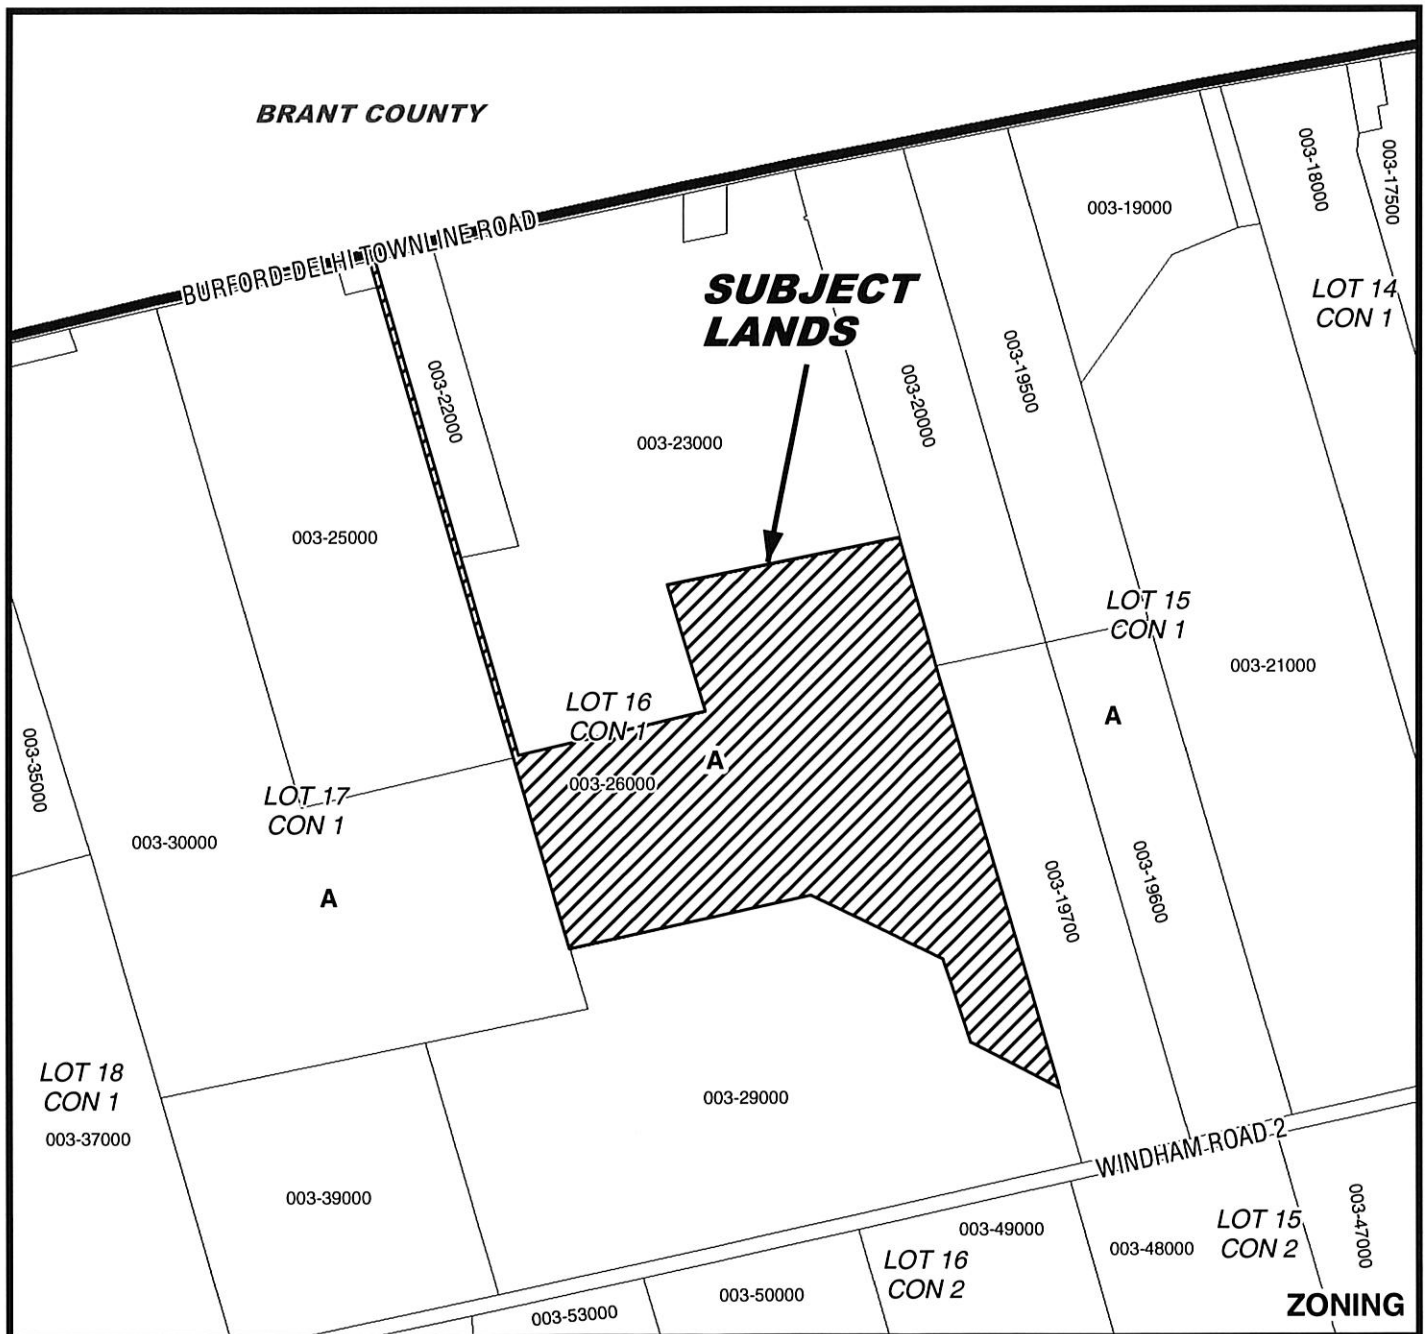 BRANT COUNTY
BURFORD-DELHI TOWNLINE ROAD
003-18000
003-17500
003-19000
SUBJECT
LANDS
LOT 14
CON 1
003-22000
003-20000
003-19500
003-23000
003-25000
LOT 15
CON 1
003-21000
LOT 16
CON 1
A
A
003-26000
003-35000
LOT 17
CON 1
003-30000
A
003-19700
003-19600
LOT 18
CON 1
003-37000
003-29000
WINDHAM ROAD 2
003-39000
003-49000
LOT 15
CON 2
003-47000
003-48000
LOT 16
CON 2
003-50000
003-53000
ZONING